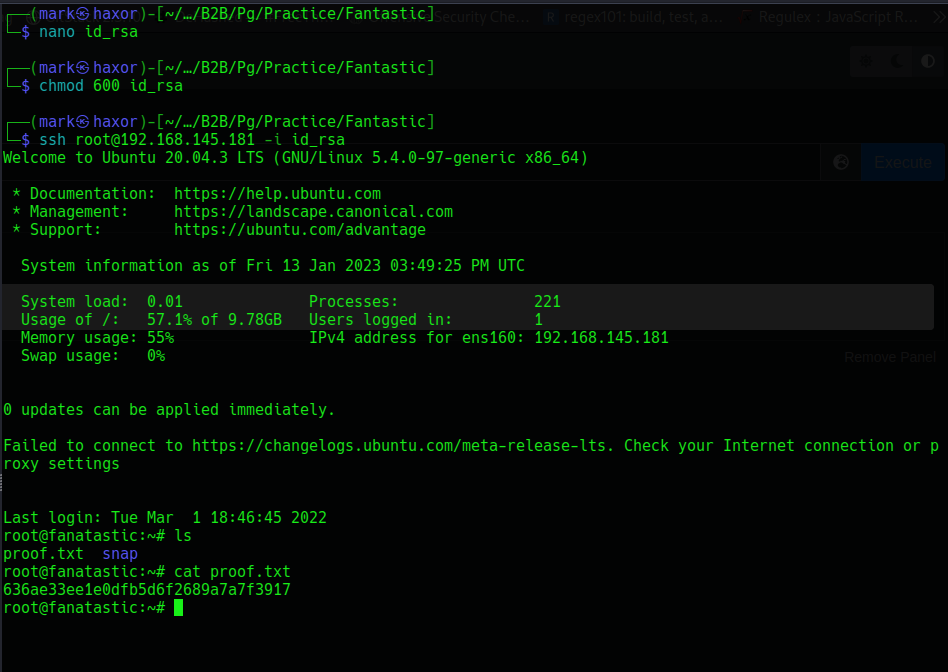 ┌──(mark㉿haxor)-[~/…/B2B/Pg/Practice/Fantastic]
Security Che... regex101: build, test, a... Regulex : JavaScript R...
└─$ nano id_rsa
┌──(mark㉿haxor)-[~/…/B2B/Pg/Practice/Fantastic]
└─$ chmod 600 id_rsa
┌──(mark㉿haxor)-[~/…/B2B/Pg/Practice/Fantastic]
└─$ ssh root@192.168.145.181 -i id_rsa
Welcome to Ubuntu 20.04.3 LTS (GNU/Linux 5.4.0-97-generic x86_64)
Execute
 * Documentation:  https://help.ubuntu.com
 * Management:     https://landscape.canonical.com
 * Support:        https://ubuntu.com/advantage
  System information as of Fri 13 Jan 2023 03:49:25 PM UTC
  System load:  0.01              Processes:               221
  Usage of /:   57.1% of 9.78GB   Users logged in:         1
  Memory usage: 55%               IPv4 address for ens160: 192.168.145.181
  Swap usage:   0%
Remove Panel
0 updates can be applied immediately.
Failed to connect to https://changelogs.ubuntu.com/meta-release-lts. Check your Internet connection or p
roxy settings
Last login: Tue Mar  1 18:46:45 2022
root@fanatastic:~# ls
proof.txt  snap
root@fanatastic:~# cat proof.txt
636ae33ee1e0dfb5d6f2689a7a7f3917
root@fanatastic:~#